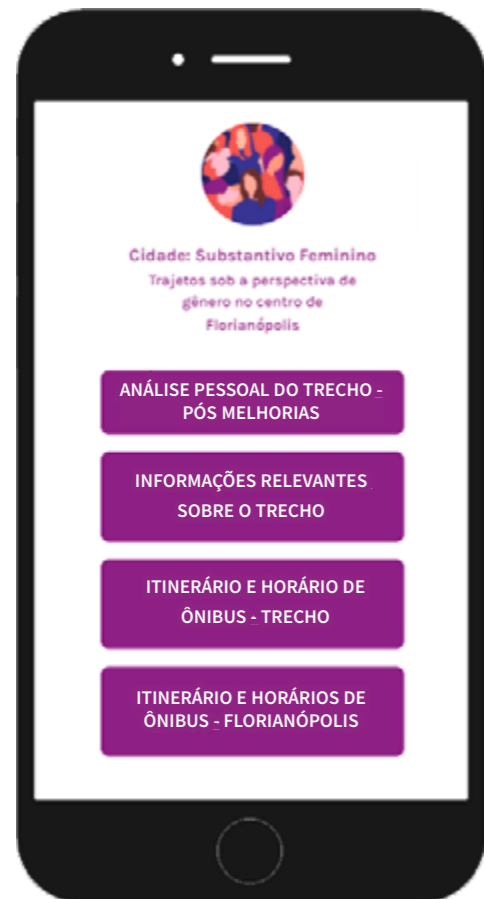 Cidade: Substantivo Feminino
Trajetos sob a perspectiva de
gênero no centro de
Florianópolis
ANÁLISE PESSOAL DO TRECHO -
PÓS MELHORIAS
INFORMAÇÕES RELEVANTES
SOBRE O TRECHO
ITINERÁRIO E HORÁRIO DE
ÔNIBUS - TRECHO
ITINERÁRIO E HORÁRIOS DE
ÔNIBUS - FLORIANÓPOLIS